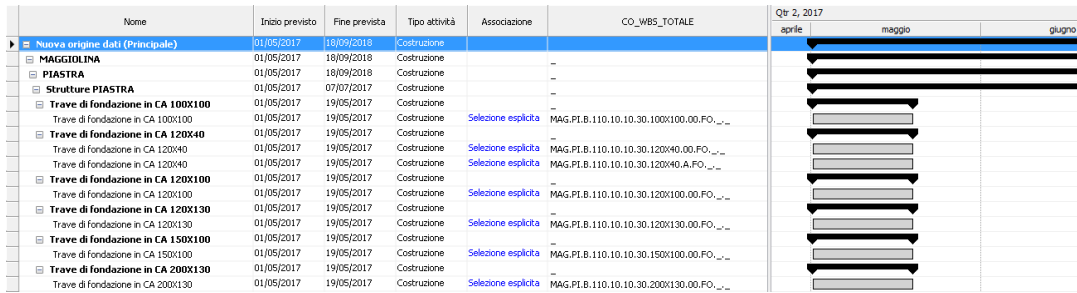 Nome Inizio previsto Fine prevista Tipo attività Associazione CO_WBS_TOTALE Qtr 2, 2017
aprile maggio giugno
Nuova origine dati (Principale) 01/05/2017 18/09/2018 Costruzione
MAGGIOLINA 01/05/2017 18/09/2018 Costruzione _
PIASTRA 01/05/2017 18/09/2018 Costruzione _
Strutture PIASTRA 01/05/2017 07/07/2017 Costruzione _
Trave di fondazione in CA 100X100 01/05/2017 19/05/2017 Costruzione _
Trave di fondazione in CA 100X100 01/05/2017 19/05/2017 Costruzione Selezione esplicita MAG.PI.B.110.10.10.30.100X100.00.FO._._
Trave di fondazione in CA 120X40 01/05/2017 19/05/2017 Costruzione _
Trave di fondazione in CA 120X40 01/05/2017 19/05/2017 Costruzione Selezione esplicita MAG.PI.B.110.10.10.30.120X40.00.FO._._
Trave di fondazione in CA 120X40 01/05/2017 19/05/2017 Costruzione Selezione esplicita MAG.PI.B.110.10.10.30.120X40.A.FO._._
Trave di fondazione in CA 120X100 01/05/2017 19/05/2017 Costruzione _
Trave di fondazione in CA 120X100 01/05/2017 19/05/2017 Costruzione Selezione esplicita MAG.PI.B.110.10.10.30.120X100.00.FO._._
Trave di fondazione in CA 120X130 01/05/2017 19/05/2017 Costruzione _
Trave di fondazione in CA 120X130 01/05/2017 19/05/2017 Costruzione Selezione esplicita MAG.PI.B.110.10.10.30.120X130.00.FO._._
Trave di fondazione in CA 150X100 01/05/2017 19/05/2017 Costruzione _
Trave di fondazione in CA 150X100 01/05/2017 19/05/2017 Costruzione Selezione esplicita MAG.PI.B.110.10.10.30.150X100.00.FO._._
Trave di fondazione in CA 200X130 01/05/2017 19/05/2017 Costruzione _
Trave di fondazione in CA 200X130 01/05/2017 19/05/2017 Costruzione Selezione esplicita MAG.PI.B.110.10.10.30.200X130.00.FO._._